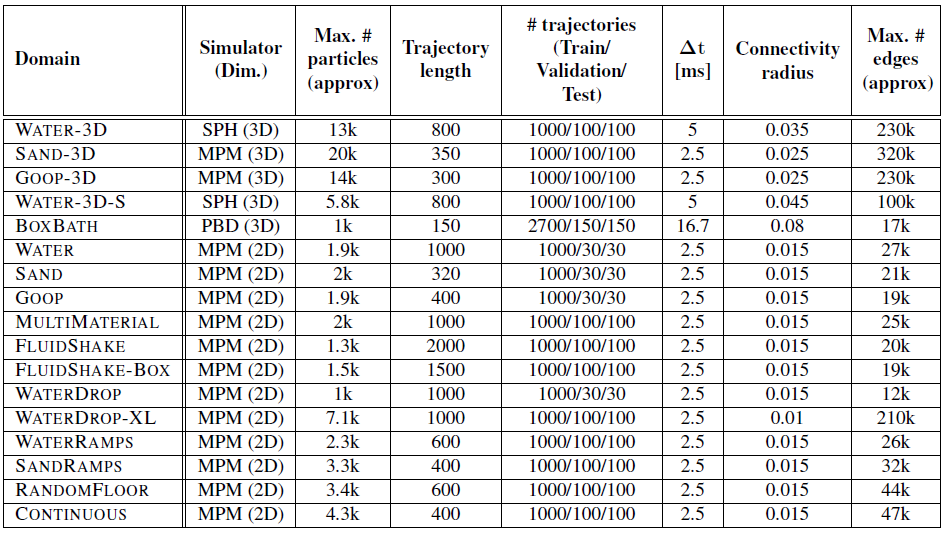 Domain | Simulator (Dim.) | Max. # particles (approx) | Trajectory length | # trajectories (Train/ Validation/ Test) | Δt [ms] | Connectivity radius | Max. # edges (approx)
WATER-3D | SPH (3D) | 13k | 800 | 1000/100/100 | 5 | 0.035 | 230k
SAND-3D | MPM (3D) | 20k | 350 | 1000/100/100 | 2.5 | 0.025 | 320k
GOOP-3D | MPM (3D) | 14k | 300 | 1000/100/100 | 2.5 | 0.025 | 230k
WATER-3D-S | SPH (3D) | 5.8k | 800 | 1000/100/100 | 5 | 0.045 | 100k
BOXBATH | PBD (3D) | 1k | 150 | 2700/150/150 | 16.7 | 0.08 | 17k
WATER | MPM (2D) | 1.9k | 1000 | 1000/30/30 | 2.5 | 0.015 | 27k
SAND | MPM (2D) | 2k | 320 | 1000/30/30 | 2.5 | 0.015 | 21k
GOOP | MPM (2D) | 1.9k | 400 | 1000/30/30 | 2.5 | 0.015 | 19k
MULTIMATERIAL | MPM (2D) | 2k | 1000 | 1000/100/100 | 2.5 | 0.015 | 25k
FLUIDSHAKE | MPM (2D) | 1.3k | 2000 | 1000/100/100 | 2.5 | 0.015 | 20k
FLUIDSHAKE-BOX | MPM (2D) | 1.5k | 1500 | 1000/100/100 | 2.5 | 0.015 | 19k
WATERDROP | MPM (2D) | 1k | 1000 | 1000/30/30 | 2.5 | 0.015 | 12k
WATERDROP-XL | MPM (2D) | 7.1k | 1000 | 1000/100/100 | 2.5 | 0.01 | 210k
WATERRAMPS | MPM (2D) | 2.3k | 600 | 1000/100/100 | 2.5 | 0.015 | 26k
SANDRAMPS | MPM (2D) | 3.3k | 400 | 1000/100/100 | 2.5 | 0.015 | 32k
RANDOMFLOOR | MPM (2D) | 3.4k | 600 | 1000/100/100 | 2.5 | 0.015 | 44k
CONTINUOUS | MPM (2D) | 4.3k | 400 | 1000/100/100 | 2.5 | 0.015 | 47k